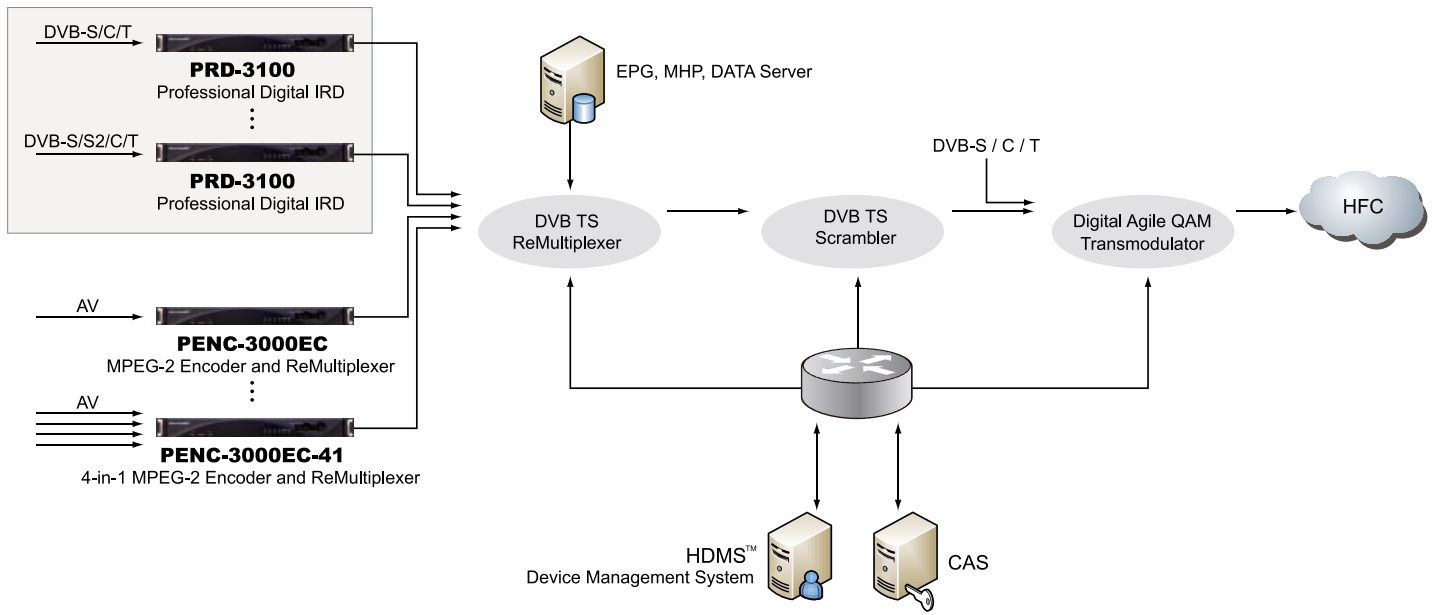 DVB-S/C/T
PRD-3100
Professional Digital IRD
DVB-S/S2/C/T
PRD-3100
Professional Digital IRD
AV
PENC-3000EC
MPEG-2 Encoder and ReMultiplexer
AV
PENC-3000EC-41
4-in-1 MPEG-2 Encoder and ReMultiplexer
EPG, MHP, DATA Server
DVB TS
ReMultiplexer
DVB TS
Scrambler
DVB-S / C / T
Digital Agile QAM
Transmodulator
HFC
HDMS™
Device Management System
CAS